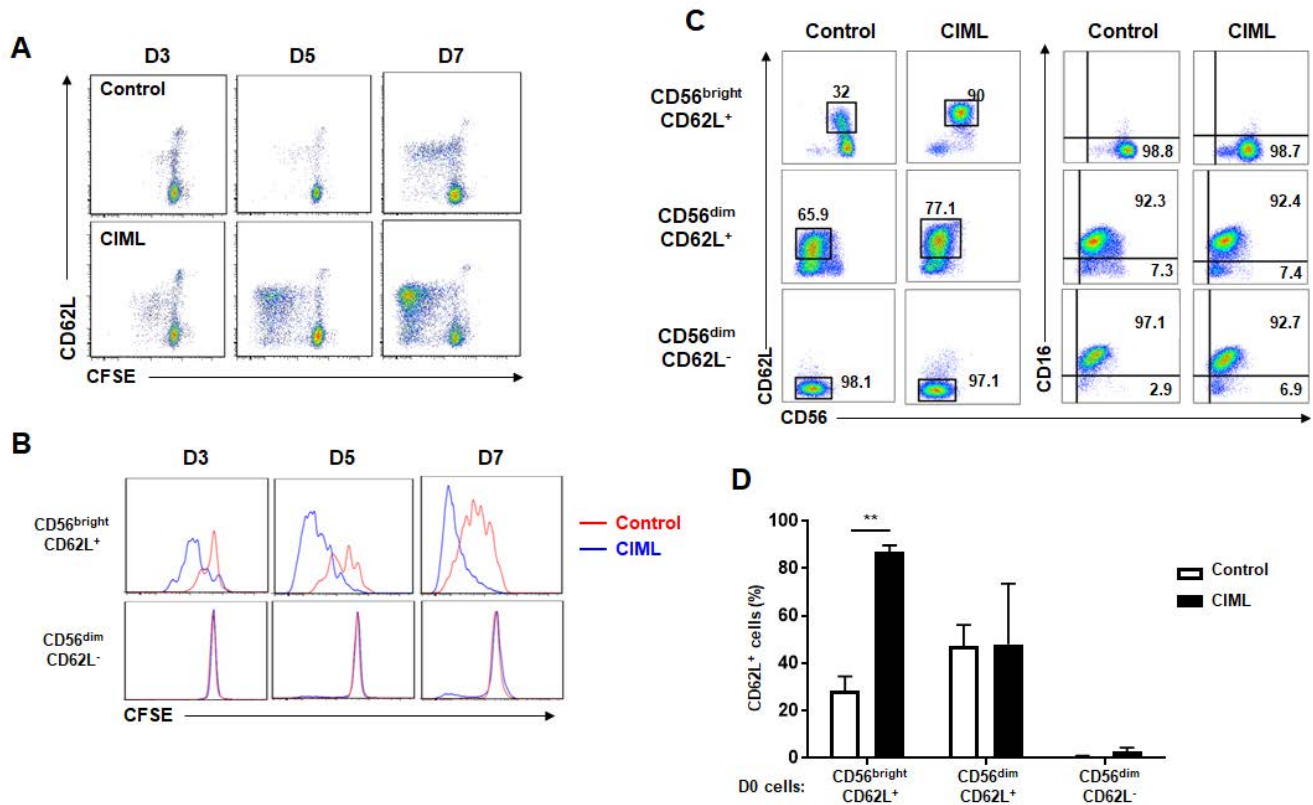 A
D3 D5 D7
Control
CIML
CD62L
CFSE
B
D3 D5 D7
CD56bright
CD62L+
CD56dim
CD62L-
Control
CIML
CFSE
C
Control CIML Control CIML
CD56bright
CD62L+
32 90 98.8 98.7
CD56dim
CD62L+
65.9 77.1 92.3 92.4
7.3 7.4
CD56dim
CD62L-
98.1 97.1 97.1 92.7
2.9 6.9
CD62L
CD16
CD56
D
CD62L+ cells (%)
100
80
60
40
20
0
**
Control
CIML
D0 cells:
CD56bright CD56dim CD56dim
CD62L+ CD62L+ CD62L-